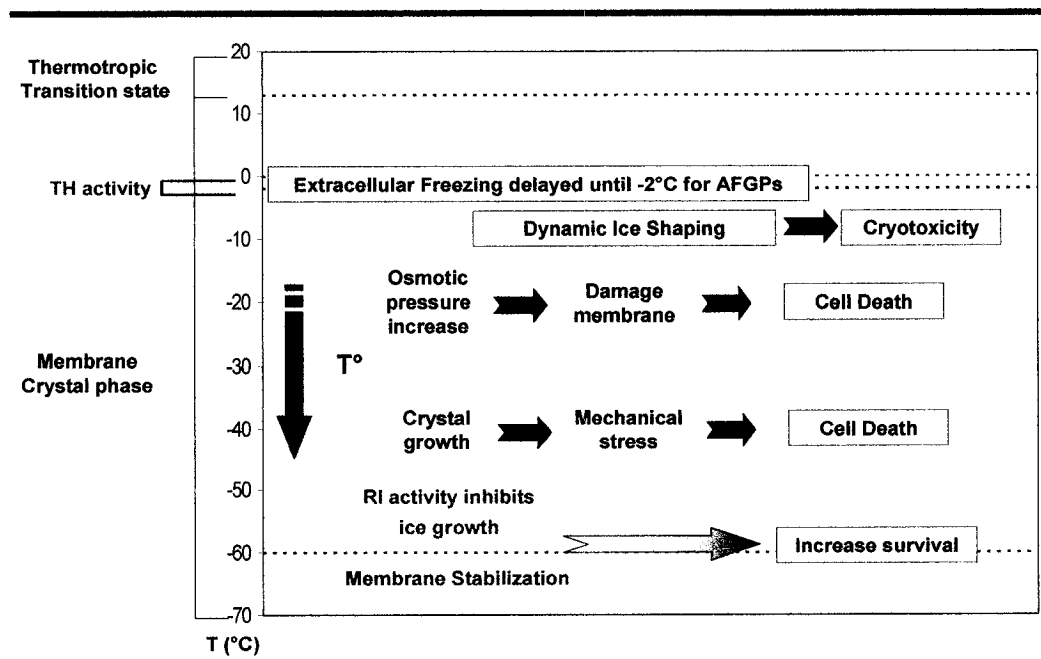 20
Thermotropic
Transition state
10
0
TH activity
Extracellular Freezing delayed until -2°C for AFGPs
Dynamic Ice Shaping
Cryotoxicity
-10
Osmotic
pressure
increase
Damage
membrane
Cell Death
-20
-30
T°
Membrane
Crystal phase
-40
Crystal
growth
Mechanical
stress
Cell Death
-50
RI activity inhibits
ice growth
Increase survival
-60
Membrane Stabilization
-70
T (°C)